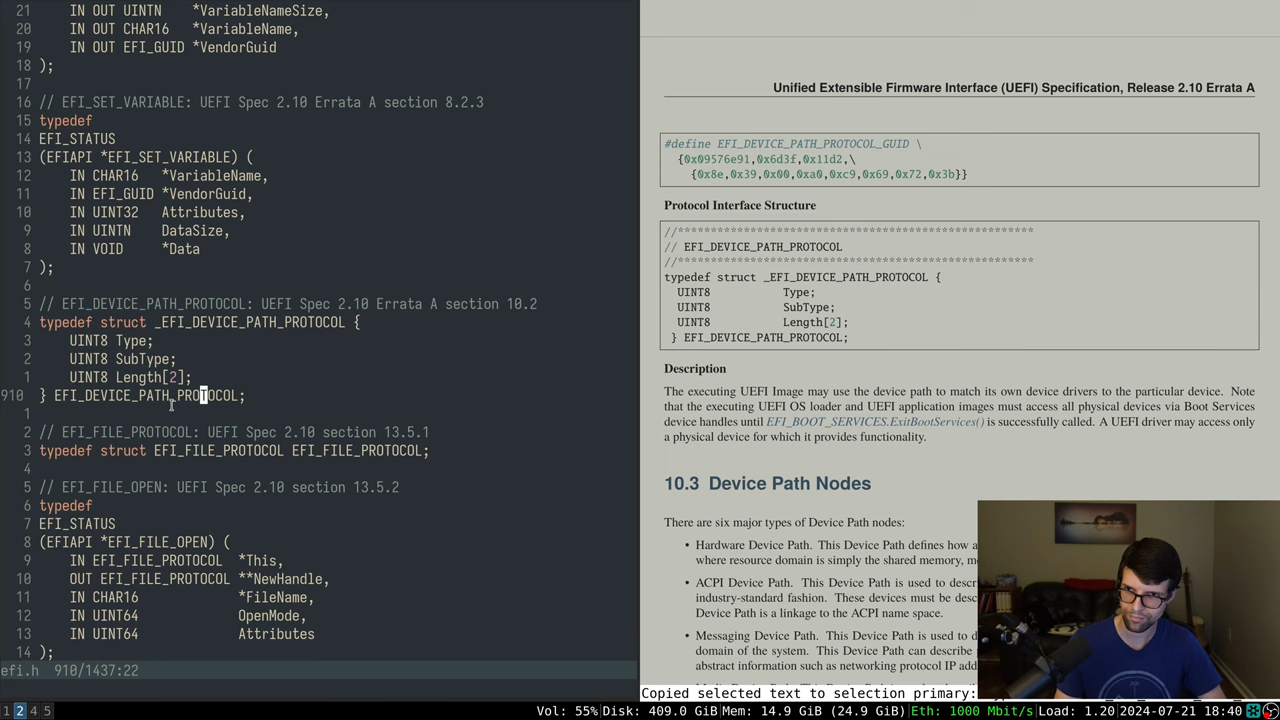 21 IN OUT UINTN *VariableNameSize,
20 IN OUT CHAR16 *VariableName,
19 IN OUT EFI_GUID *VendorGuid
18 );
17
16 // EFI_SET_VARIABLE: UEFI Spec 2.10 Errata A section 8.2.3
15 typedef
14 EFI_STATUS
13 (EFIAPI *EFI_SET_VARIABLE) (
12 IN CHAR16 *VariableName,
11 IN EFI_GUID *VendorGuid,
10 IN UINT32 Attributes,
9 IN UINTN DataSize,
8 IN VOID *Data
7 );
6
5 // EFI_DEVICE_PATH_PROTOCOL: UEFI Spec 2.10 Errata A section 10.2
4 typedef struct _EFI_DEVICE_PATH_PROTOCOL {
3 UINT8 Type;
2 UINT8 SubType;
1 UINT8 Length[2];
910 } EFI_DEVICE_PATH_PROTOCOL;
1
2 // EFI_FILE_PROTOCOL: UEFI Spec 2.10 section 13.5.1
3 typedef struct EFI_FILE_PROTOCOL EFI_FILE_PROTOCOL;
4
5 // EFI_FILE_OPEN: UEFI Spec 2.10 section 13.5.2
6 typedef
7 EFI_STATUS
8 (EFIAPI *EFI_FILE_OPEN) (
9 IN EFI_FILE_PROTOCOL *This,
10 OUT EFI_FILE_PROTOCOL **NewHandle,
11 IN CHAR16 *FileName,
12 IN UINT64 OpenMode,
13 IN UINT64 Attributes
14 );
efi.h 910/1437:22
Unified Extensible Firmware Interface (UEFI) Specification, Release 2.10 Errata A
#define EFI_DEVICE_PATH_PROTOCOL_GUID \
{0x09576e91,0x6d3f,0x11d2,\
{0x8e,0x39,0x00,0xa0,0xc9,0x69,0x72,0x3b}}
Protocol Interface Structure
//*******************************************************
// EFI_DEVICE_PATH_PROTOCOL
//*******************************************************
typedef struct _EFI_DEVICE_PATH_PROTOCOL {
UINT8 Type;
UINT8 SubType;
UINT8 Length[2];
} EFI_DEVICE_PATH_PROTOCOL;
Description
The executing UEFI Image may use the device path to match its own device drivers to the particular device. Note
that the executing UEFI OS loader and UEFI application images must access all physical devices via Boot Services
device handles until EFI_BOOT_SERVICES.ExitBootServices() is successfully called. A UEFI driver may access only
a physical device for which it provides functionality.
10.3 Device Path Nodes
There are six major types of Device Path nodes:
• Hardware Device Path. This Device Path defines how a
where resource domain is simply the shared memory, m
• ACPI Device Path. This Device Path is used to descr
industry-standard fashion. These devices must be desc
Device Path is a linkage to the ACPI name space.
• Messaging Device Path. This Device Path is used to d
domain of the system. This Device Path can describe
abstract information such as networking protocol IP add
Copied selected text to selection primary:
1 2 4 5
Vol: 55% Disk: 409.0 GiB Mem: 14.9 GiB (24.9 GiB) Eth: 1000 Mbit/s Load: 1.20 2024-07-21 18:40